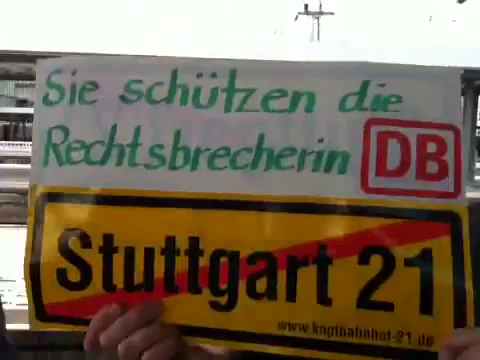 Sie schützen die
Rechtsbrecherin DB
Stuttgart 21
www.kopfbahnhof-21.de